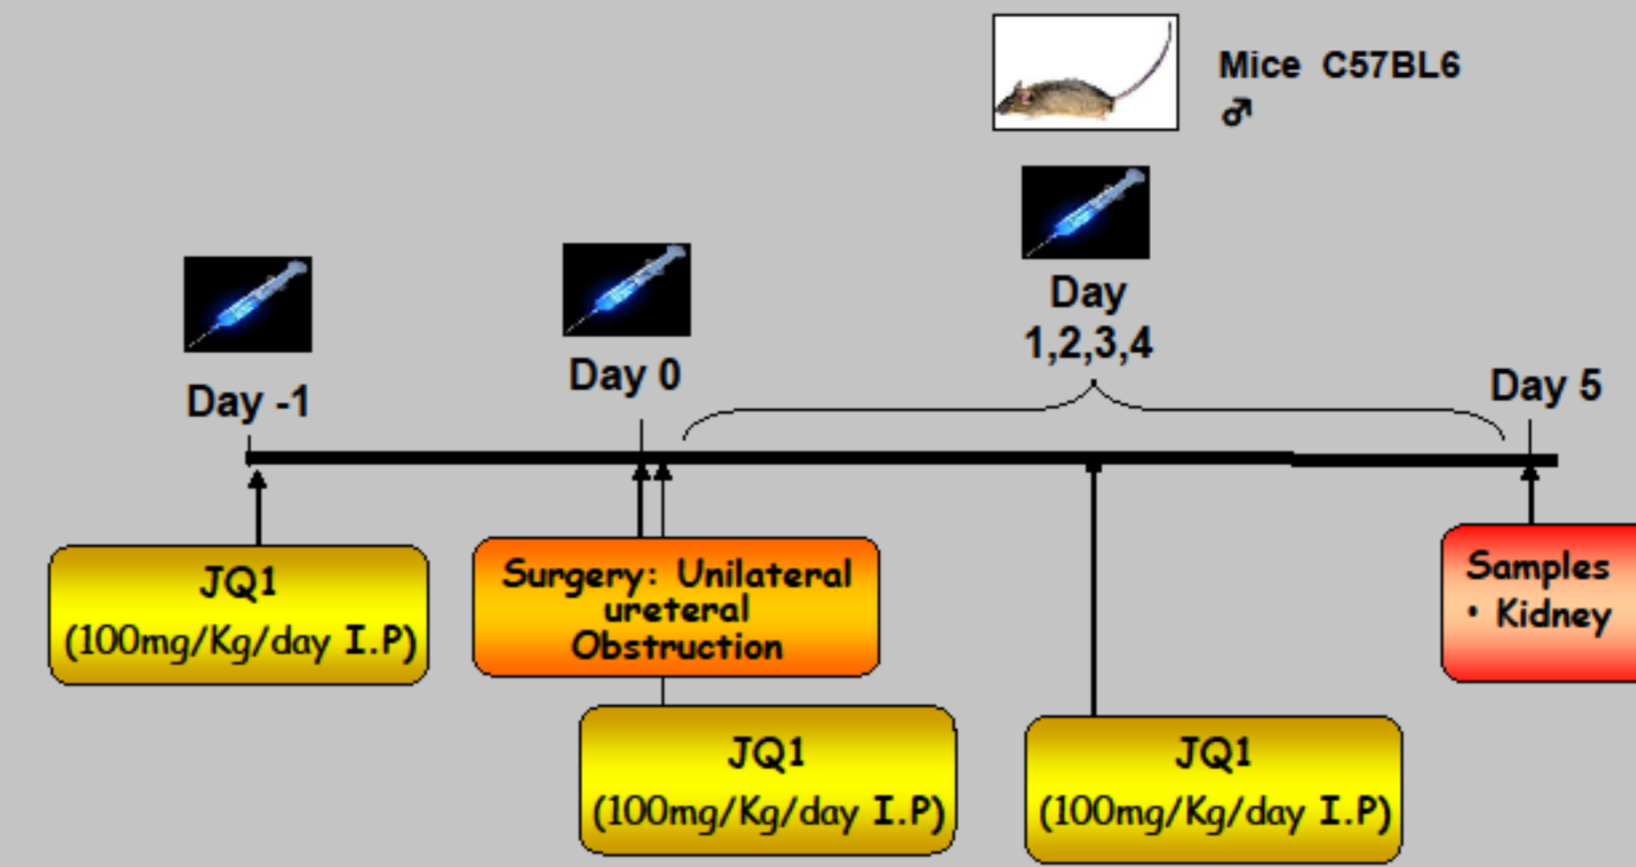 Mice C57BL6
♂
Day
1,2,3,4
Day -1
Day 0
Day 5
JQ1
(100mg/Kg/day I.P)
Surgery: Unilateral
ureteral
Obstruction
Samples
• Kidney
JQ1
(100mg/Kg/day I.P)
JQ1
(100mg/Kg/day I.P)